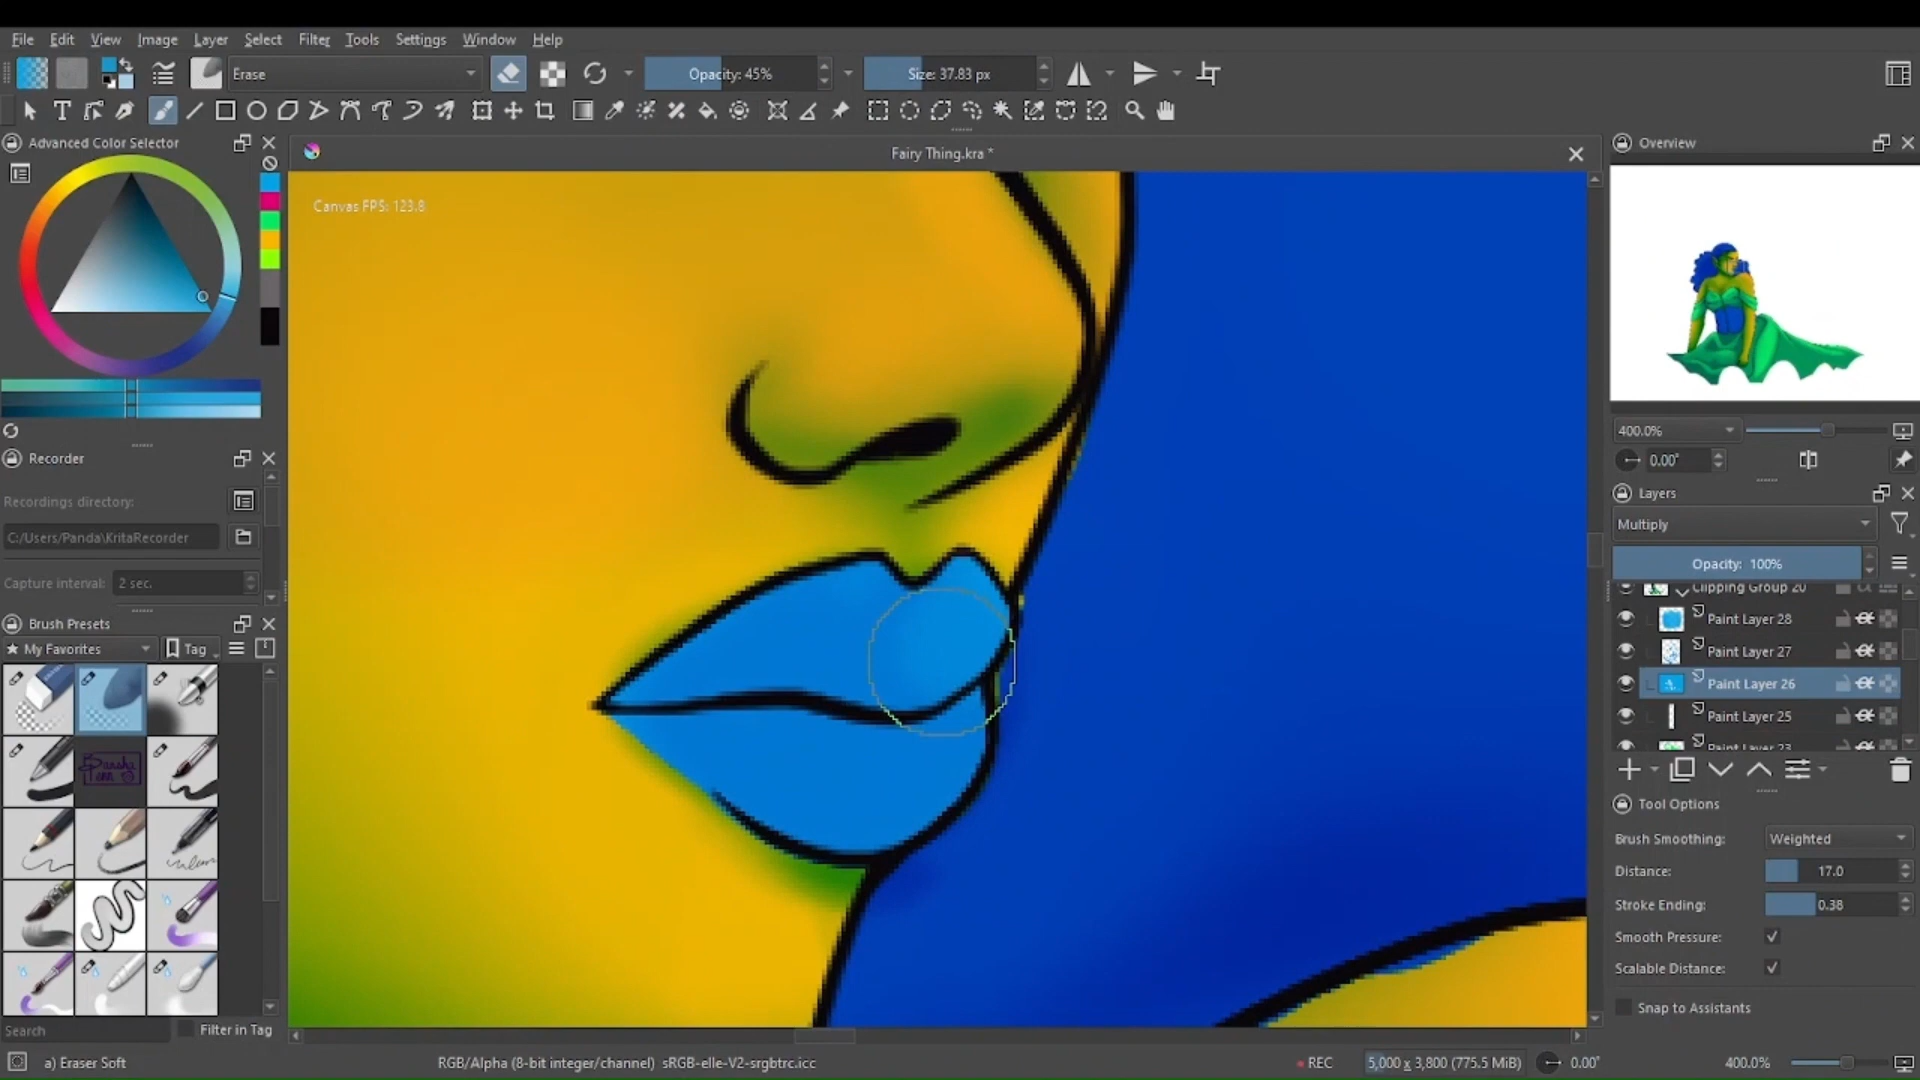 File Edit View Image Layer Select Filter Tools Settings Window Help
Erase Opacity: 45% Size: 37.83 px
Advanced Color Selector
Fairy Thing.kra *
Overview
Canvas FPS: 123.8
400.0%
0.00°
Recorder
Recordings directory:
C:/Users/Panda\KritaRecorder
Capture interval: 2 sec.
Layers
Multiply
Opacity: 100%
Clipping Group 20
Paint Layer 28
Paint Layer 27
Paint Layer 26
Paint Layer 25
Paint Layer 23
Brush Presets
★ My Favorites Tag
Tool Options
Brush Smoothing: Weighted
Distance: 17.0
Stroke Ending: 0.38
Smooth Pressure:
Scalable Distance:
Snap to Assistants
Search Filter in Tag
a) Eraser Soft RGB/Alpha (8-bit integer/channel) sRGB-elle-V2-srgbtrc.icc REC 5,000 x 3,800 (775.5 MiB) 0.00° 400.0%